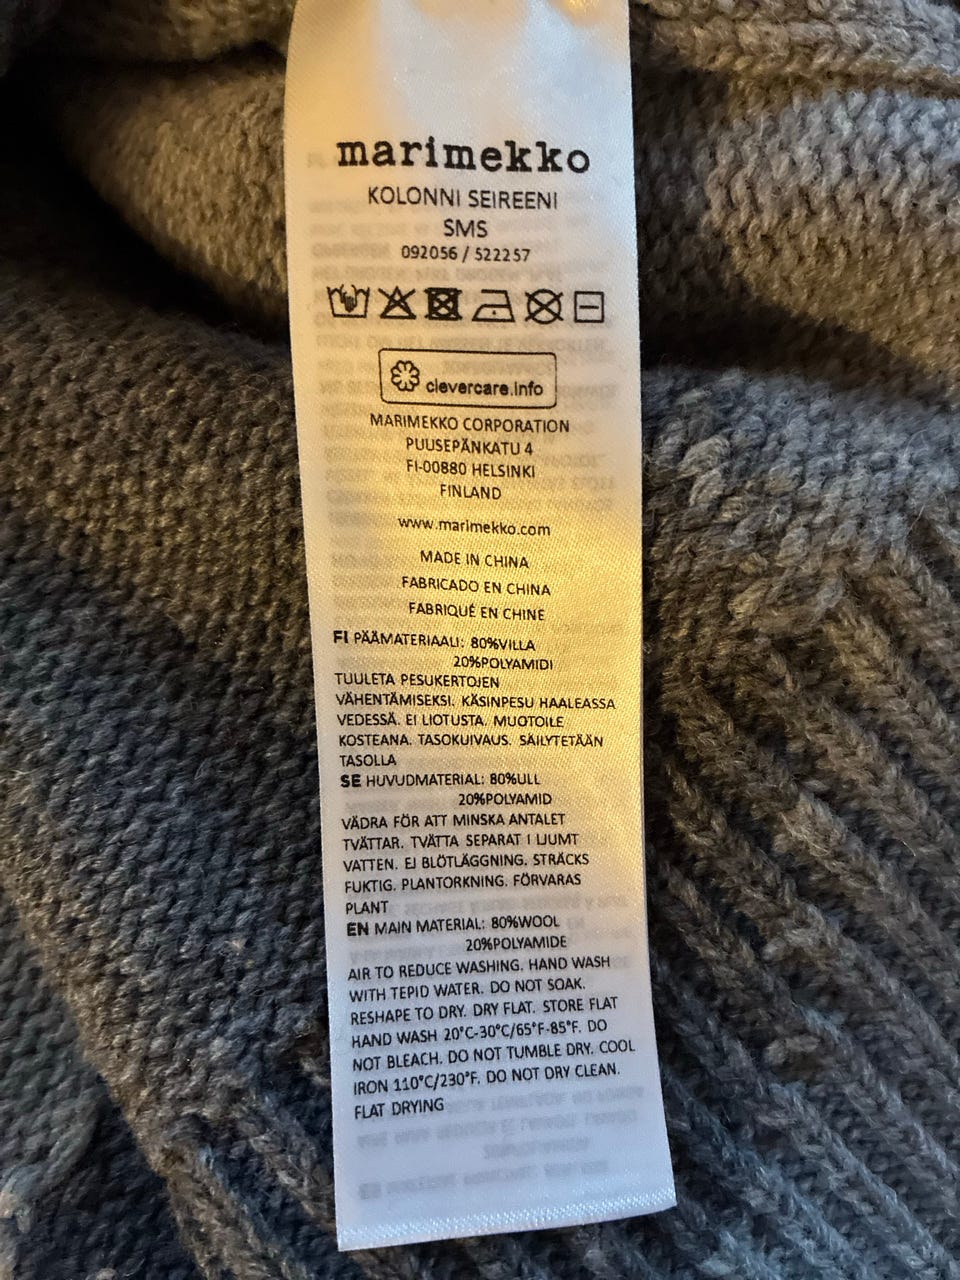 marimekko
KOLONNI SEIREENI
SMS
092056 / 522257
clevercare.info
MARIMEKKO CORPORATION
PUUSEPÄNKATU 4
FI-00880 HELSINKI
FINLAND
www.marimekko.com
MADE IN CHINA
FABRICADO EN CHINA
FABRIQUÉ EN CHINE
FI PÄÄMATERIAALI: 80%VILLA
20%POLYAMIDI
TUULETA PESUKERTOJEN
VÄHENTÄMISEKSI. KÄSINPESU HAALEASSA
VEDESSÄ. EI LIOTUSTA. MUOTOILE
KOSTEANA. TASOKUIVAUS. SÄILYTETÄÄN
TASOLLA
SE HUVUDMATERIAL: 80%ULL
20%POLYAMID
VÄDRA FÖR ATT MINSKA ANTALET
TVÄTTAR. TVÄTTA SEPARAT I LJUMT
VATTEN. EJ BLÖTLÄGGNING. STRÄCKS
FUKTIG. PLANTORKNING. FÖRVARAS
PLANT
EN MAIN MATERIAL: 80%WOOL
20%POLYAMIDE
AIR TO REDUCE WASHING. HAND WASH
WITH TEPID WATER. DO NOT SOAK.
RESHAPE TO DRY. DRY FLAT. STORE FLAT
HAND WASH 20°C-30°C/65°F-85°F. DO
NOT BLEACH. DO NOT TUMBLE DRY. COOL
IRON 110°C/230°F. DO NOT DRY CLEAN.
FLAT DRYING